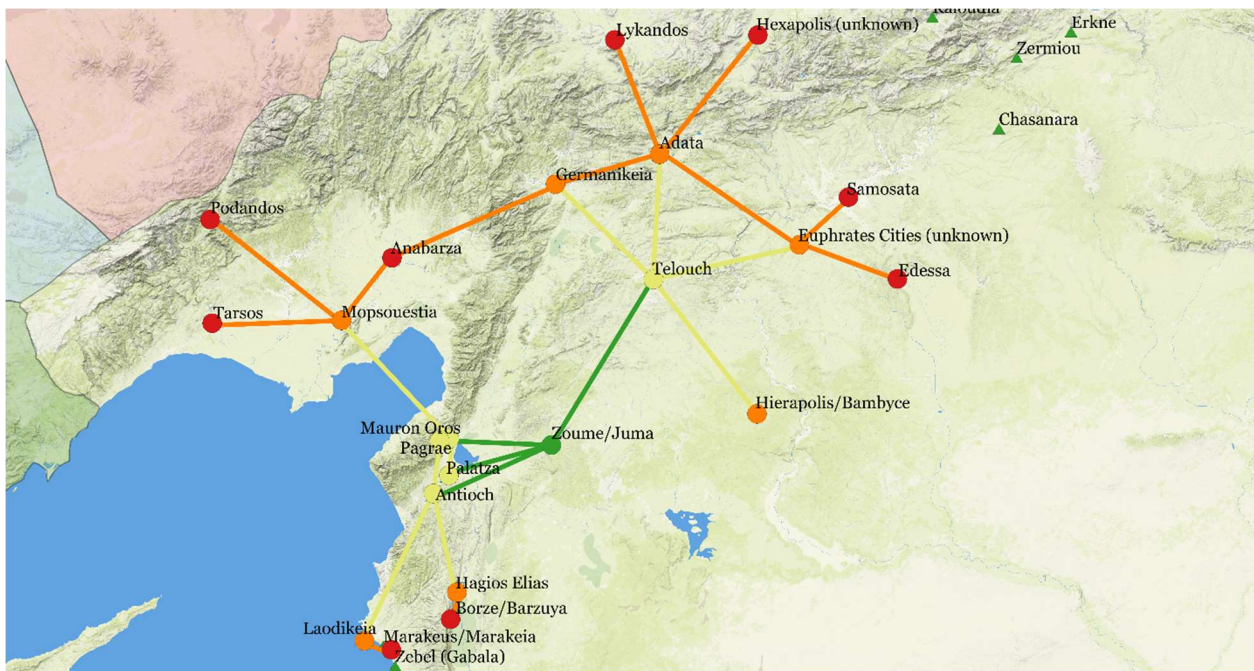 Kaloudia
Lykandos
Hexapolis (unknown)
Erkne
Zermiou
Chasanara
Adata
Germanikeia
Samosata
Podandos
Euphrates Cities (unknown)
Anabarza
Telouch
Edessa
Tarsos
Mopsouestia
Hierapolis/Bambyce
Mauron Oros
Zoume/Juma
Pagrae
Palatza
Antioch
Hagios Elias
Borze/Barzuya
Laodikeia
Marakeus/Marakeia
Zebel (Gabala)